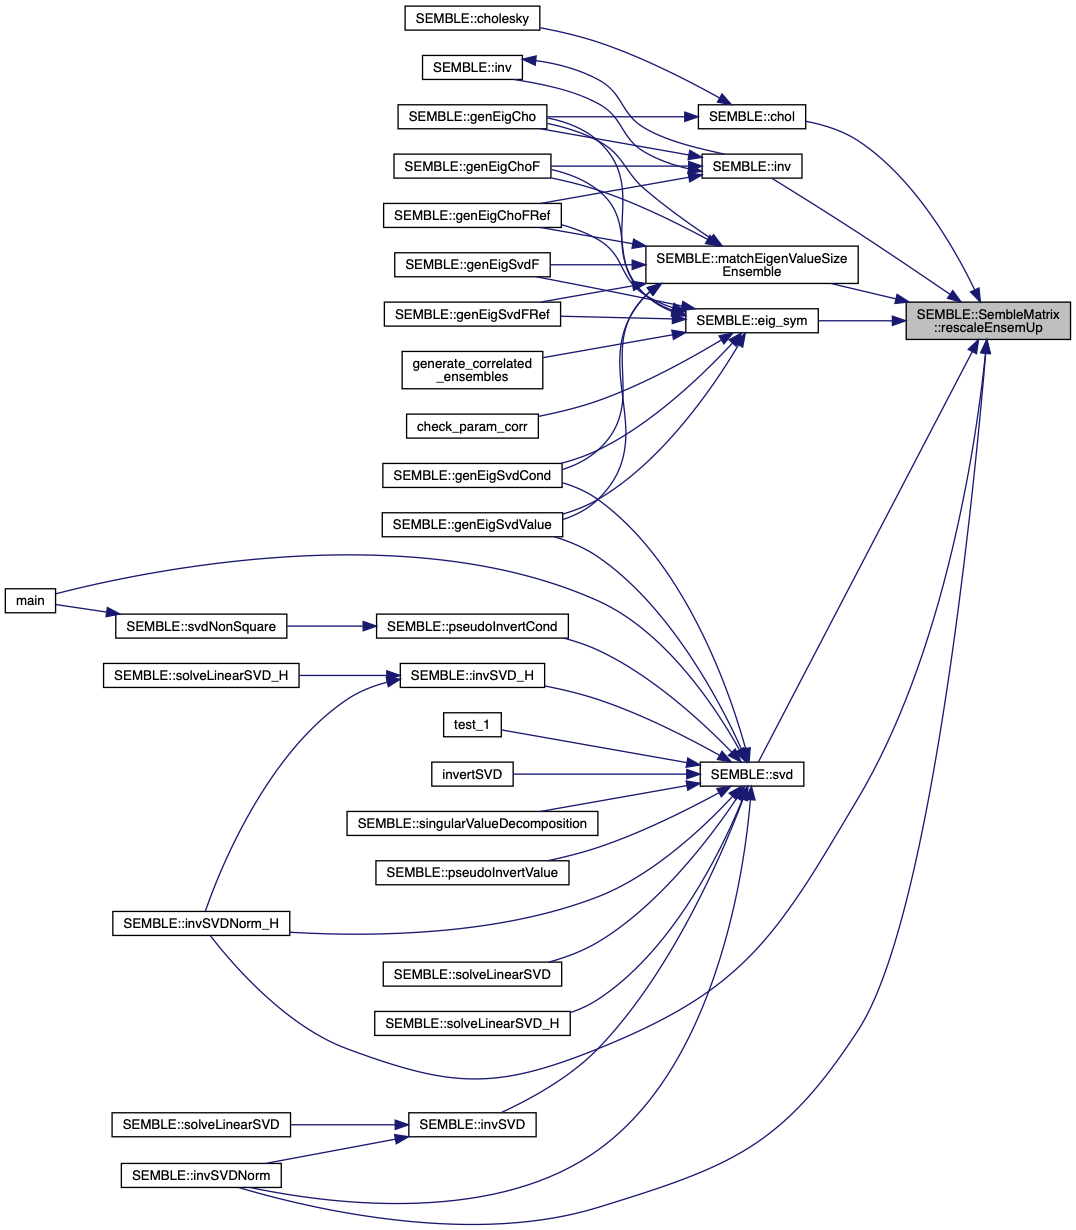 SEMBLE::cholesky
SEMBLE::inv
SEMBLE::genEigCho
SEMBLE::chol
SEMBLE::genEigChoF
SEMBLE::inv
SEMBLE::genEigChoFRef
SEMBLE::genEigSvdF
SEMBLE::matchEigenValueSize
Ensemble
SEMBLE::genEigSvdFRef
SEMBLE::eig_sym
SEMBLE::SembleMatrix
::rescaleEnsemUp
generate_correlated
_ensembles
check_param_corr
SEMBLE::genEigSvdCond
SEMBLE::genEigSvdValue
main
SEMBLE::svdNonSquare
SEMBLE::pseudoInvertCond
SEMBLE::solveLinearSVD_H
SEMBLE::invSVD_H
test_1
invertSVD
SEMBLE::svd
SEMBLE::singularValueDecomposition
SEMBLE::pseudoInvertValue
SEMBLE::invSVDNorm_H
SEMBLE::solveLinearSVD
SEMBLE::solveLinearSVD_H
SEMBLE::solveLinearSVD
SEMBLE::invSVD
SEMBLE::invSVDNorm